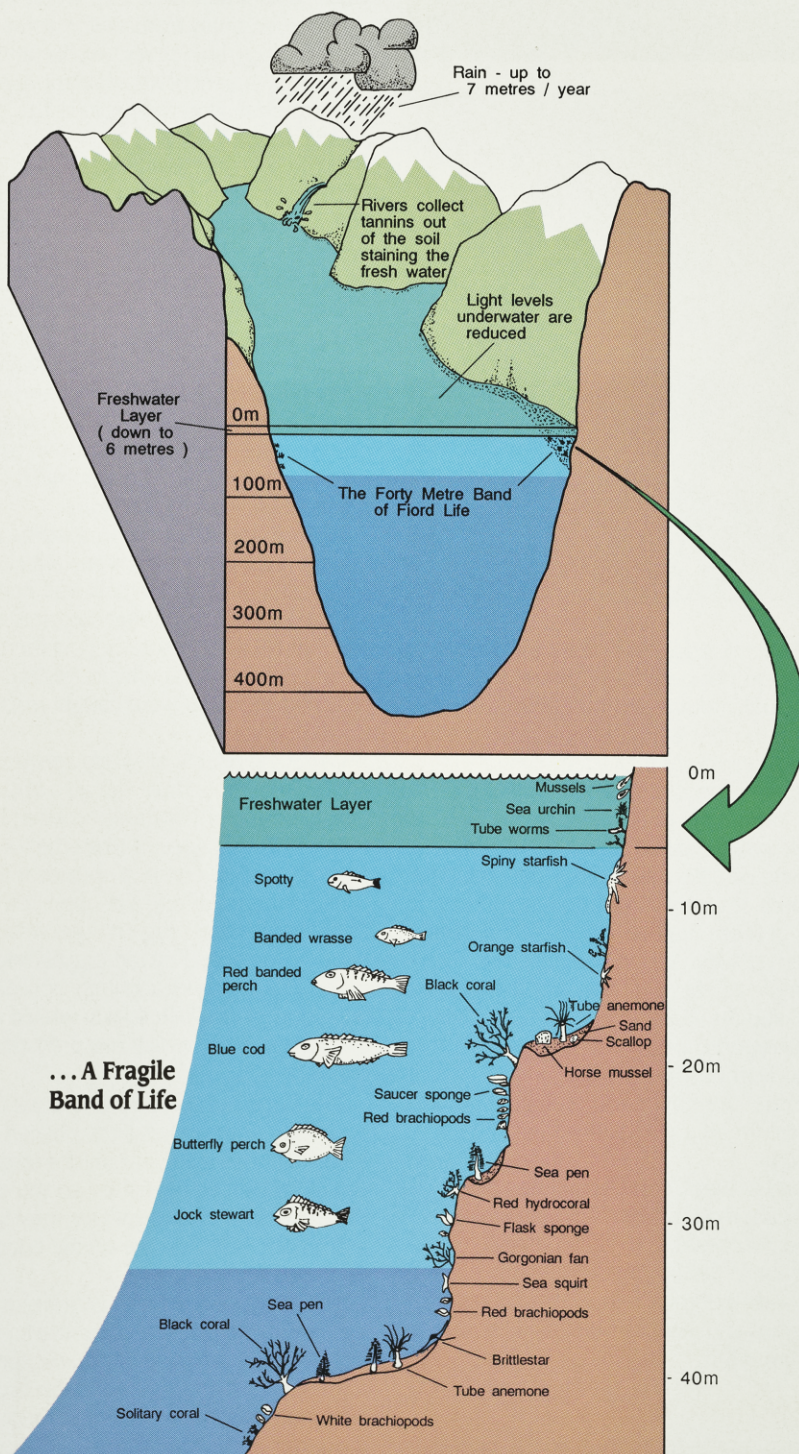 Rain - up to
7 metres / year
Rivers collect
tannins out
of the soil
staining the
fresh water
Light levels
underwater are
reduced
Freshwater
Layer
( down to
6 metres )
0m
The Forty Metre Band
of Fiord Life
100m
200m
300m
400m
0m
Freshwater Layer
Mussels
Sea urchin
Tube worms
Spiny starfish
Spotty
- 10m
Banded wrasse
Orange starfish
Red banded
perch
Black coral
Tube anemone
Sand
Scallop
Blue cod
Horse mussel
- 20m
...A Fragile
Band of Life
Saucer sponge
Red brachiopods
Butterfly perch
Sea pen
Red hydrocoral
Jock stewart
Flask sponge
- 30m
Gorgonian fan
Sea squirt
Sea pen
Red brachiopods
Black coral
Brittlestar
- 40m
Tube anemone
Solitary coral
White brachiopods